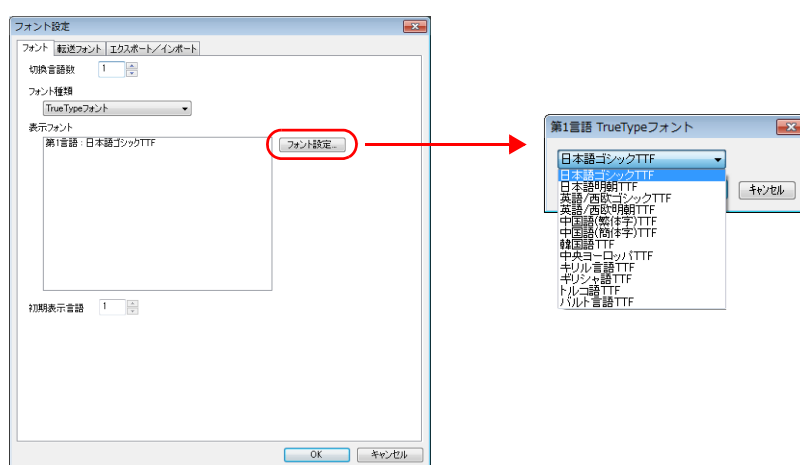 フォント設定
フォント 転送フォント エクスポート／インポート
切換言語数 1
フォント種類
TrueTypeフォント
表示フォント
第1言語：日本語ゴシックTTF
フォント設定...
初期表示言語 1
OK キャンセル
第1言語 TrueTypeフォント
日本語ゴシックTTF
キャンセル
日本語ゴシックTTF
日本語明朝TTF
英語/西欧ゴシックTTF
英語/西欧明朝TTF
中国語(繁体字)TTF
中国語(簡体字)TTF
韓国語TTF
中央ヨーロッパTTF
キリル言語TTF
ギリシャ語TTF
トルコ語TTF
バルト言語TTF